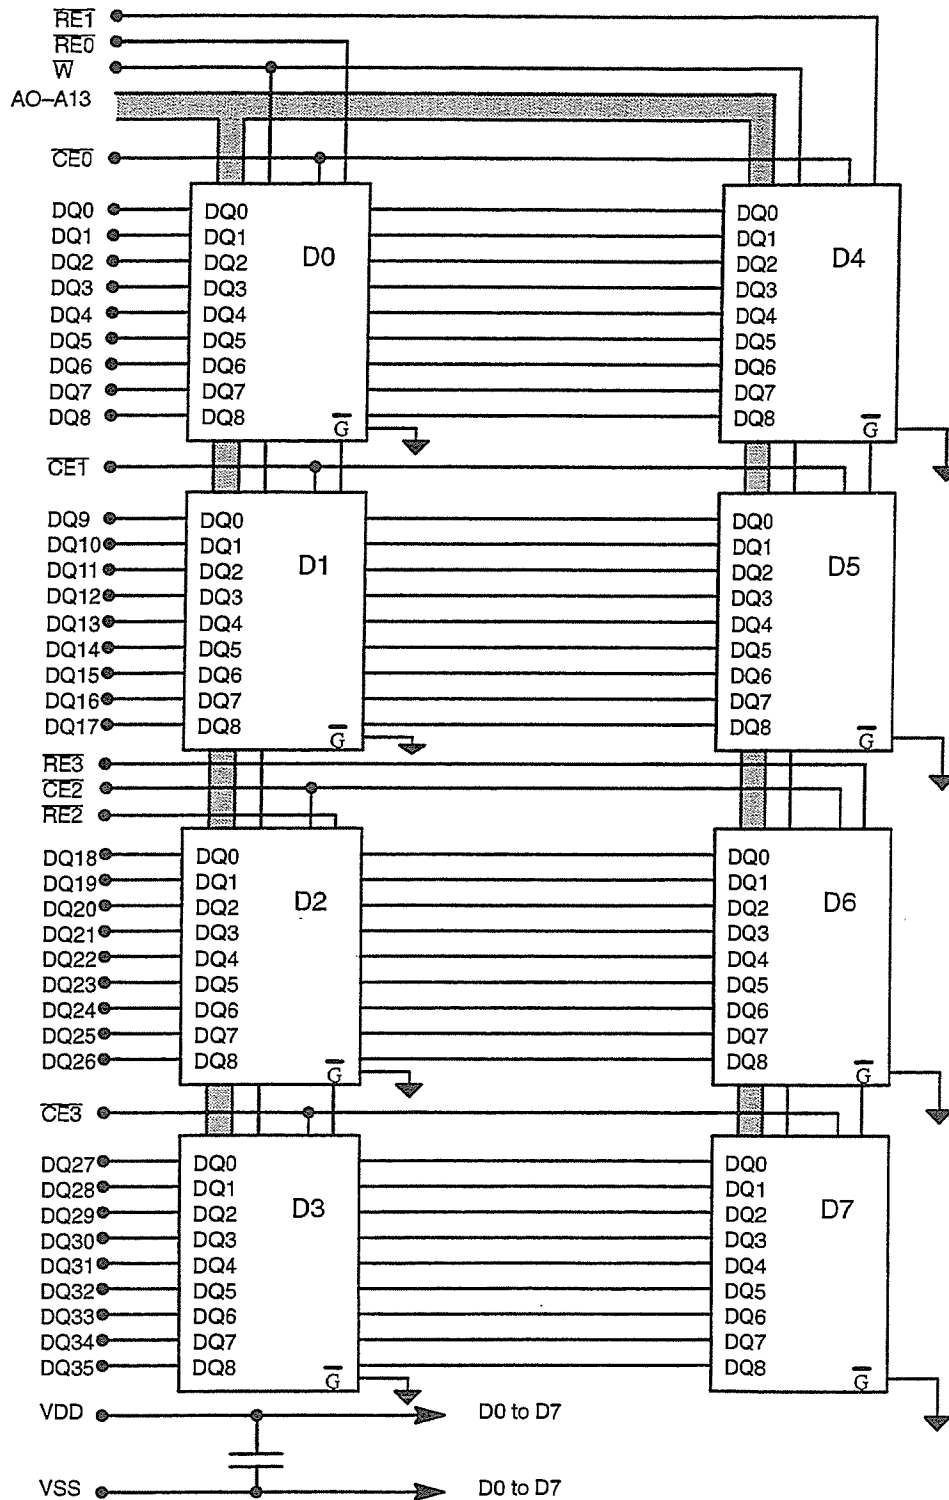 RE1
RE0
W
AO–A13
CE0
DQ0 DQ0 DQ0
DQ1 DQ1 DQ1
DQ2 DQ2 D0 DQ2 D4
DQ3 DQ3 DQ3
DQ4 DQ4 DQ4
DQ5 DQ5 DQ5
DQ6 DQ6 DQ6
DQ7 DQ7 DQ7
DQ8 DQ8 G DQ8 G
CE1
DQ9 DQ0 DQ0
DQ10 DQ1 DQ1
DQ11 DQ2 D1 DQ2 D5
DQ12 DQ3 DQ3
DQ13 DQ4 DQ4
DQ14 DQ5 DQ5
DQ15 DQ6 DQ6
DQ16 DQ7 DQ7
DQ17 DQ8 G DQ8 G
RE3
CE2
RE2
DQ18 DQ0 DQ0
DQ19 DQ1 DQ1
DQ20 DQ2 D2 DQ2 D6
DQ21 DQ3 DQ3
DQ22 DQ4 DQ4
DQ23 DQ5 DQ5
DQ24 DQ6 DQ6
DQ25 DQ7 DQ7
DQ26 DQ8 G DQ8 G
CE3
DQ27 DQ0 DQ0
DQ28 DQ1 DQ1
DQ29 DQ2 D3 DQ2 D7
DQ30 DQ3 DQ3
DQ31 DQ4 DQ4
DQ32 DQ5 DQ5
DQ33 DQ6 DQ6
DQ34 DQ7 DQ7
DQ35 DQ8 G DQ8 G
VDD D0 to D7
VSS D0 to D7